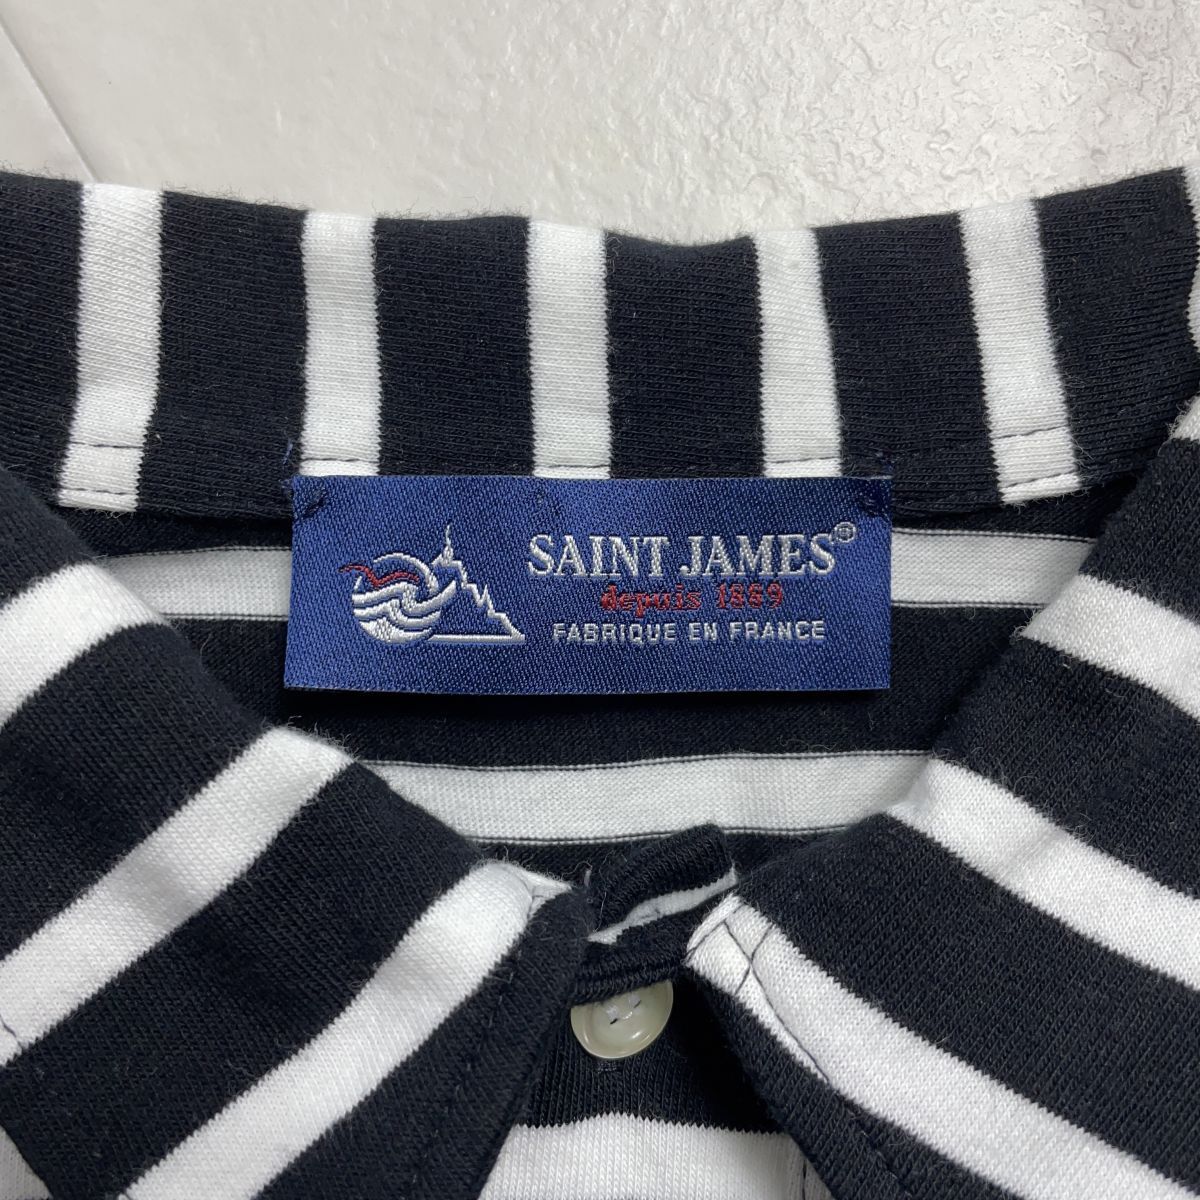 SAINT JAMES®
depuis 1889
FABRIQUE EN FRANCE